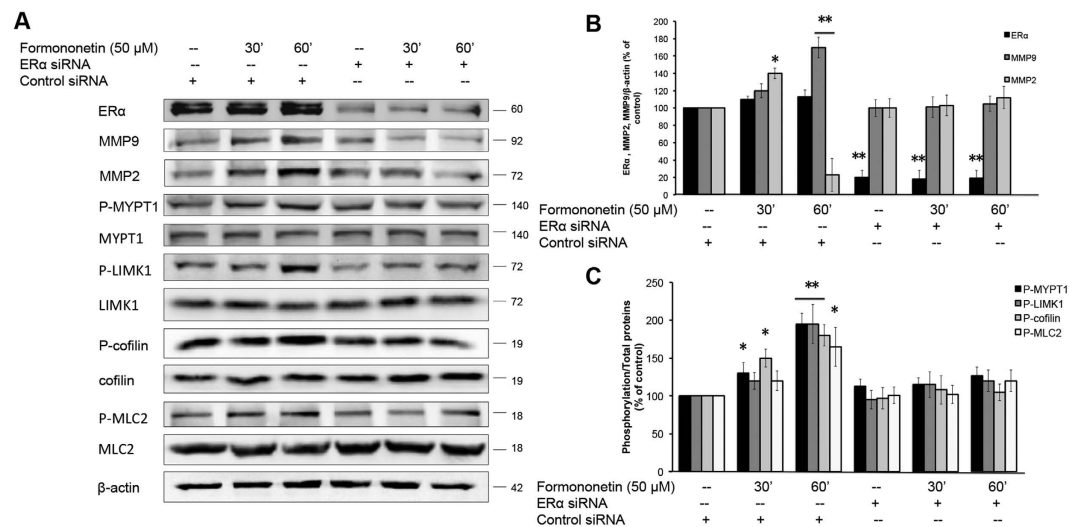 A
Formononetin (50 µM) -- 30' 60' -- 30' 60'
ERα siRNA -- -- -- + + +
Control siRNA + + + -- -- --
ERα 60
MMP9 92
MMP2 72
P-MYPT1 140
MYPT1 140
P-LIMK1 72
LIMK1 72
P-cofilin 19
cofilin 19
P-MLC2 18
MLC2 18
β-actin 42
B
ERα , MMP2, MMP9/β-actin (% of
control)
200
180
160
140
120
100
80
60
40
20
0
* ** ** ** **
ERα
MMP9
MMP2
Formononetin (50 µM) -- 30' 60' -- 30' 60'
ERα siRNA -- -- -- + + +
Control siRNA + + + -- -- --
C
Phosphorylation/Total proteins
(% of control)
250
200
150
100
50
0
* * ** *
P-MYPT1
P-LIMK1
P-cofilin
P-MLC2
Formononetin (50 µM) -- 30' 60' -- 30' 60'
ERα siRNA -- -- -- + + +
Control siRNA + + + -- -- --